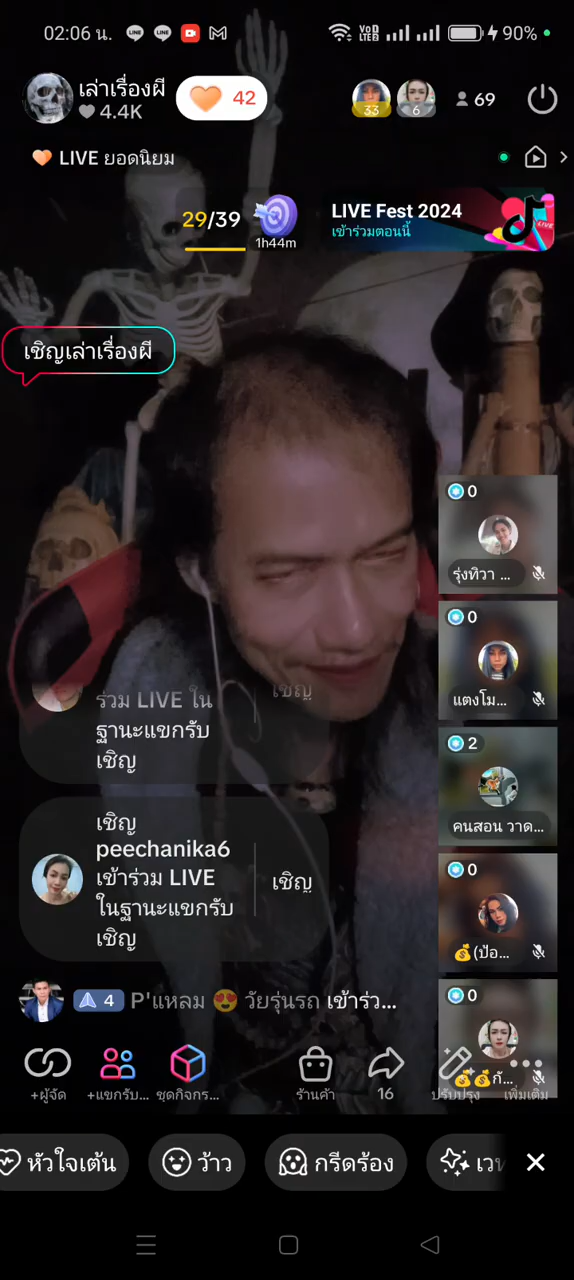 02:06 น.
VoD LTE 2
90%
เล่าเรื่องผี
4.4K
42
33
6
69
LIVE ยอดนิยม
29/39
1h44m
LIVE Fest 2024
เข้าร่วมตอนนี้
LIVE
เชิญเล่าเรื่องผี
0
รุ่งทิวา ...
0
แตงโม...
ร่วม LIVE ใน
ฐานะแขกรับ
เชิญ
เชิญ
2
คนสอน วาด...
เชิญ
peechanika6
เข้าร่วม LIVE
ในฐานะแขกรับ
เชิญ
เชิญ
0
💰(ป้อ...
0
💰💰กั...
4
P'แหลม 😍 วัยรุ่นรถ เข้าร่ว...
+ผู้จัด
+แขกรับ...
ชุดกิจกร...
ร้านค้า
16
ปรับปรุง
เพิ่มเติม
หัวใจเต้น
ว้าว
กรีดร้อง